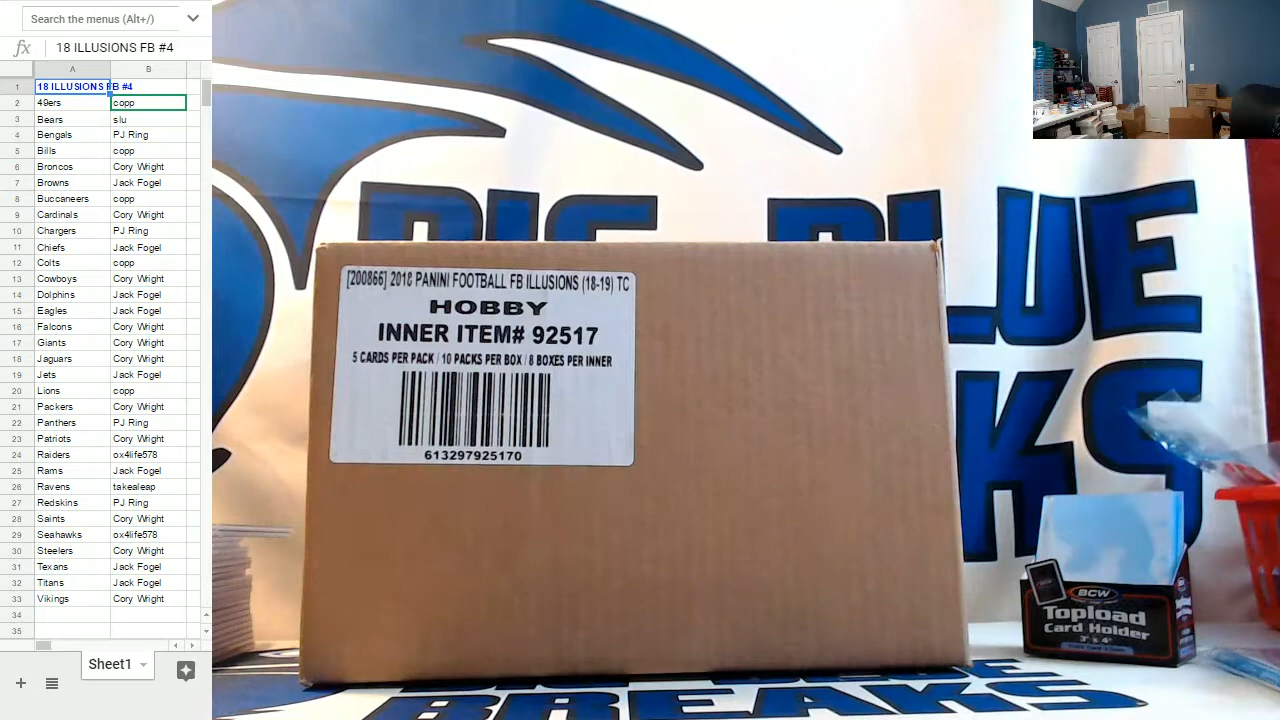 Search the menus (Alt+/)
fx 18 ILLUSIONS FB #4
A B
1 18 ILLUSIONS FB #4
2 49ers copp
3 Bears slu
4 Bengals PJ Ring
5 Bills copp
6 Broncos Cory Wright
7 Browns Jack Fogel
8 Buccaneers copp
9 Cardinals Cory Wright
10 Chargers PJ Ring
11 Chiefs Jack Fogel
12 Colts copp
13 Cowboys Cory Wright
14 Dolphins Jack Fogel
15 Eagles Jack Fogel
16 Falcons Cory Wright
17 Giants Cory Wright
18 Jaguars Cory Wright
19 Jets Jack Fogel
20 Lions copp
21 Packers Cory Wright
22 Panthers PJ Ring
23 Patriots Cory Wright
24 Raiders ox4life578
25 Rams Jack Fogel
26 Ravens takealeap
27 Redskins PJ Ring
28 Saints Cory Wright
29 Seahawks ox4life578
30 Steelers Cory Wright
31 Texans Jack Fogel
32 Titans Jack Fogel
33 Vikings Cory Wright
34
35
Sheet1
BIG BLUE
BREAKS
[200866] 2018 PANINI FOOTBALL FB ILLUSIONS (18-19) TC
HOBBY
INNER ITEM# 92517
5 CARDS PER PACK / 10 PACKS PER BOX / 8 BOXES PER INNER
613297925170
BCW
Topload
Card Holder
3" x 4"
BIG BLUE
BREAKS